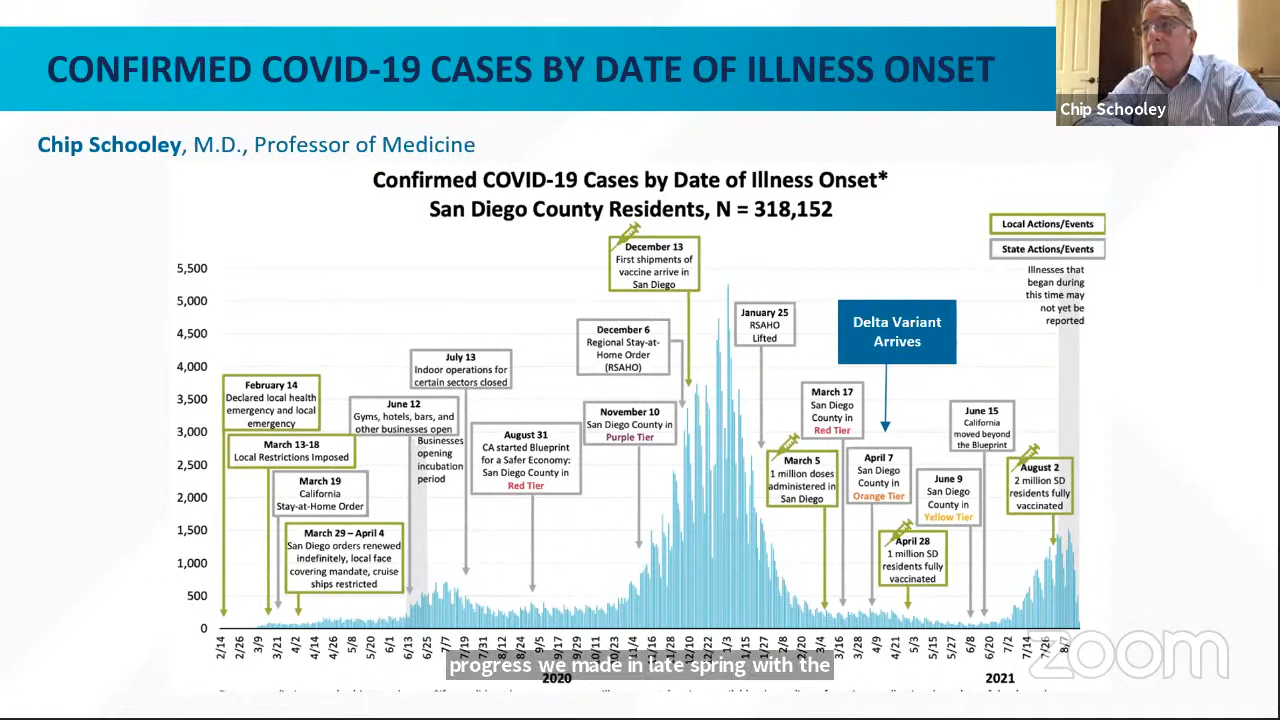 CONFIRMED COVID-19 CASES BY DATE OF ILLNESS ONSET
Chip Schooley
Chip Schooley, M.D., Professor of Medicine
Confirmed COVID-19 Cases by Date of Illness Onset*
San Diego County Residents, N = 318,152
Local Actions/Events
State Actions/Events
Illnesses that
began during
this time may
not yet be
reported
5,500
5,000
4,500
4,000
3,500
3,000
2,500
2,000
1,500
1,000
500
0
February 14
Declared local health
emergency and local
emergency
March 13-18
Local Restrictions Imposed
March 19
California
Stay-at-Home Order
March 29 – April 4
San Diego orders renewed
indefinitely, local face
covering mandate, cruise
ships restricted
June 12
Gyms, hotels, bars, and
other businesses open
Businesses
opening
incubation
period
July 13
Indoor operations for
certain sectors closed
August 31
CA started Blueprint
for a Safer Economy:
San Diego County in
Red Tier
November 10
San Diego County in
Purple Tier
December 6
Regional Stay-at-
Home Order
(RSAHO)
December 13
First shipments of
vaccine arrive in
San Diego
January 25
RSAHO
Lifted
March 5
1 million doses
administered in
San Diego
March 17
San Diego
County in
Red Tier
Delta Variant
Arrives
April 7
San Diego
County in
Orange Tier
April 28
1 million SD
residents fully
vaccinated
June 9
San Diego
County in
Yellow Tier
June 15
California
moved beyond
the Blueprint
August 2
2 million SD
residents fully
vaccinated
2/14
2/26
3/9
3/21
4/2
4/14
4/26
5/8
5/20
6/1
6/13
6/25
7/7
7/19
7/31
8/12
8/24
9/5
9/17
9/29
10/11
10/23
11/4
11/16
11/28
12/10
12/22
1/3
1/15
1/27
2/8
2/20
3/4
3/16
3/28
4/9
4/21
5/3
5/15
5/27
6/8
6/20
7/2
7/14
7/26
8/7
2020
2021
progress we made in late spring with the
zoom